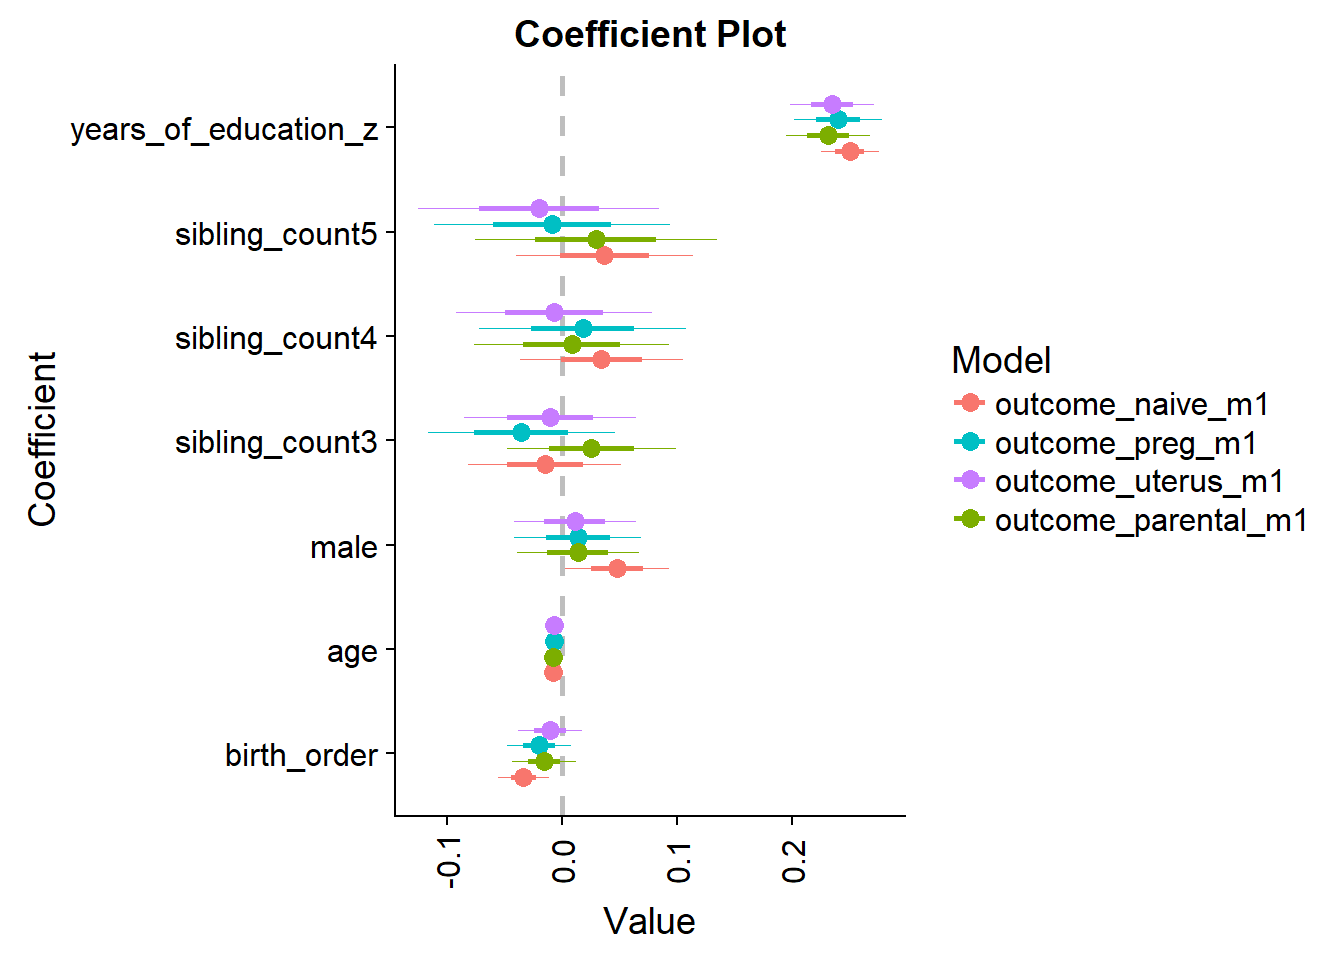 Coefficient Plot
Coefficient
years_of_education_z
sibling_count5
sibling_count4
sibling_count3
male
age
birth_order
-0.1
0.0
0.1
0.2
Value
Model
outcome_naive_m1
outcome_preg_m1
outcome_uterus_m1
outcome_parental_m1